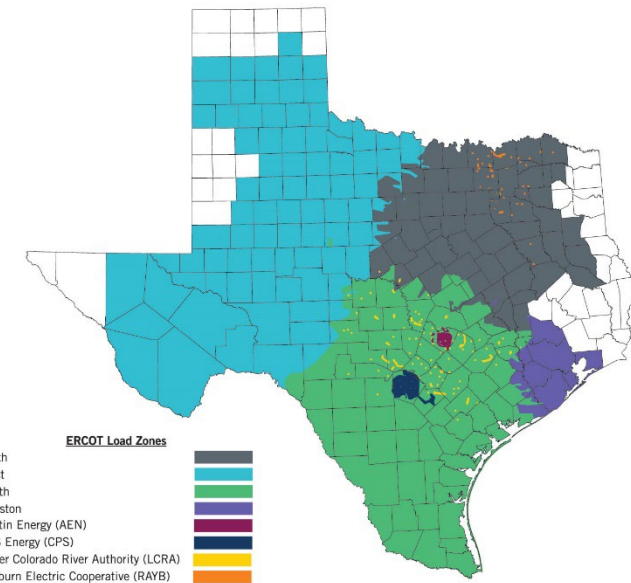 ERCOT Load Zones
th
t
th
ston
tin Energy (AEN)
Energy (CPS)
er Colorado River Authority (LCRA)
burn Electric Cooperative (RAYB)